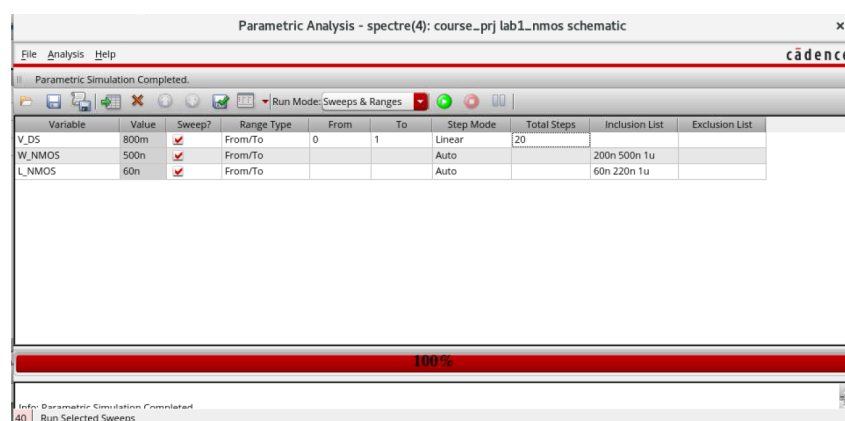 Parametric Analysis - spectre(4): course_prj lab1_nmos schematic ×
File Analysis Help cādence
Parametric Simulation Completed.
Run Mode: Sweeps & Ranges
Variable Value Sweep? Range Type From To Step Mode Total Steps Inclusion List Exclusion List
V_DS 800m From/To 0 1 Linear 20
W_NMOS 500n From/To Auto 200n 500n 1u
L_NMOS 60n From/To Auto 60n 220n 1u
100%
Info: Parametric Simulation Completed
40 Run Selected Sweeps